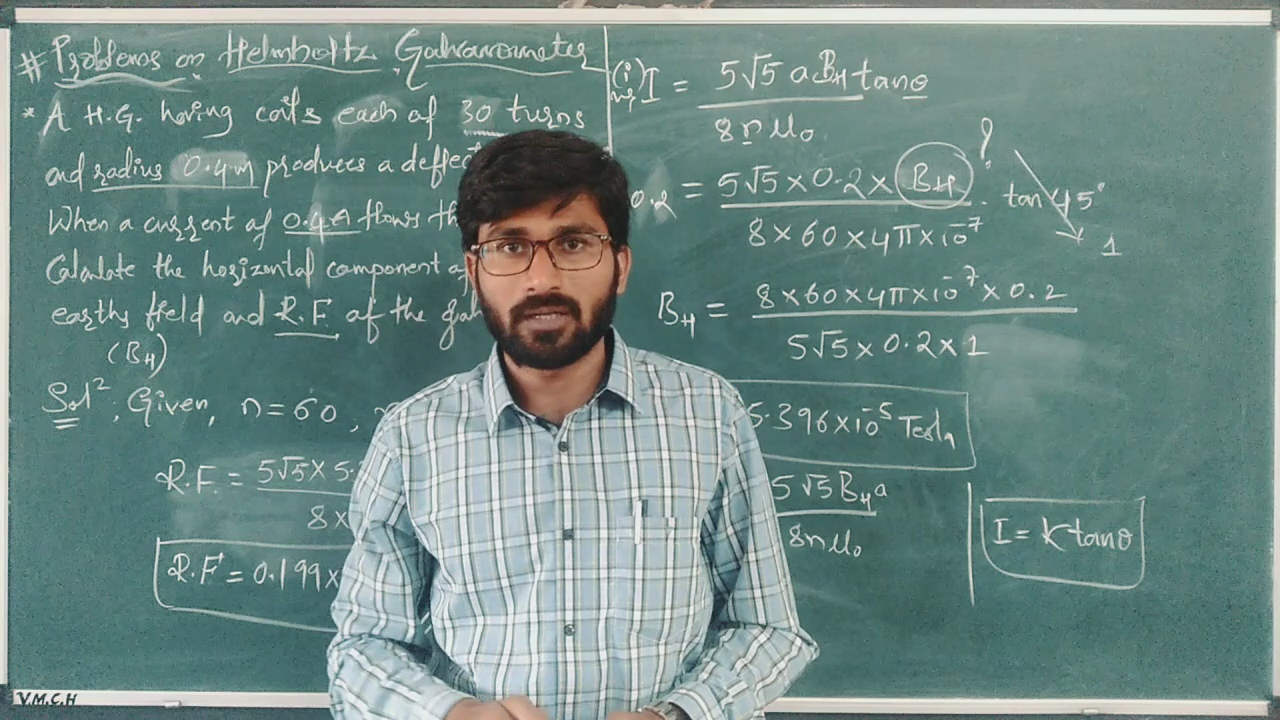 # Problems on Helmholtz Galvanometer
* A H.G. having coils each of 30 turns
and radius 0.4m produces a deflec
When a current of 0.4A flows th
Calculate the horizontal component of
earths field and R.F. of the gal
(BH)
Sol²; Given, n=60,
R.F. = 5√5 × 5.
8×
R.F = 0.199×
(i) I = 5√5 a BH tanθ
8 n μ₀
0.2 = 5√5 × 0.2 × BH . tan 45°
?
1
8 × 60 × 4π × 10⁻⁷
BH = 8 × 60 × 4π × 10⁻⁷ × 0.2
5√5 × 0.2 × 1
5.396 × 10⁻⁵ Tesla
5√5 BH a
8nμ₀
I = K tanθ
V.M.C.H